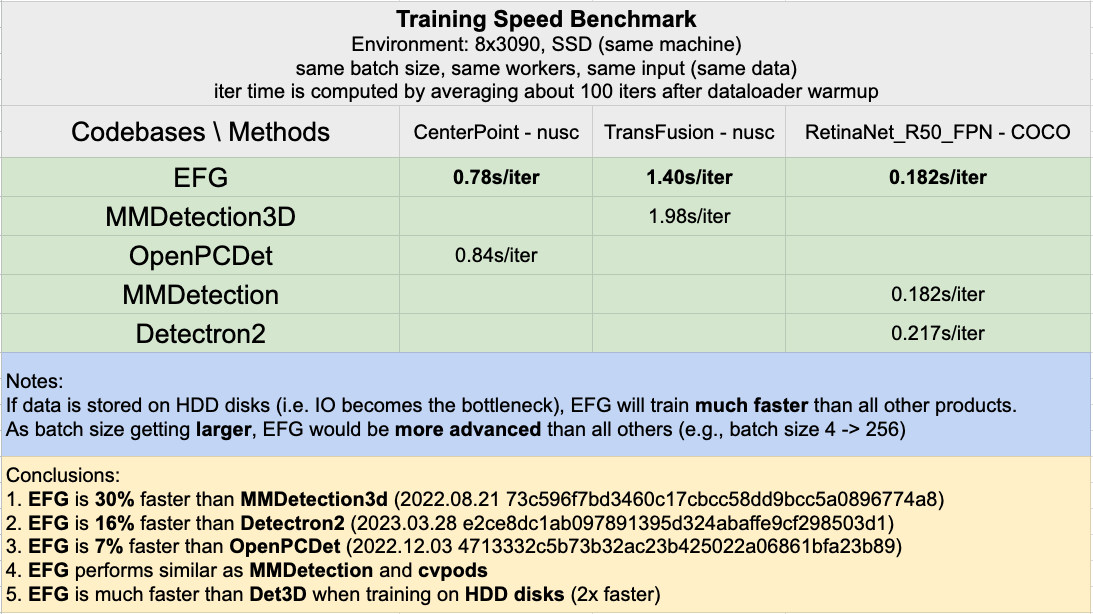 Training Speed Benchmark
Environment: 8x3090, SSD (same machine)
same batch size, same workers, same input (same data)
iter time is computed by averaging about 100 iters after dataloader warmup
Codebases \ Methods CenterPoint - nusc TransFusion - nusc RetinaNet_R50_FPN - COCO
EFG 0.78s/iter 1.40s/iter 0.182s/iter
MMDetection3D 1.98s/iter
OpenPCDet 0.84s/iter
MMDetection 0.182s/iter
Detectron2 0.217s/iter
Notes:
If data is stored on HDD disks (i.e. IO becomes the bottleneck), EFG will train much faster than all other products.
As batch size getting larger, EFG would be more advanced than all others (e.g., batch size 4 -> 256)
Conclusions:
1. EFG is 30% faster than MMDetection3d (2022.08.21 73c596f7bd3460c17cbcc58dd9bcc5a0896774a8)
2. EFG is 16% faster than Detectron2 (2023.03.28 e2ce8dc1ab097891395d324abaffe9cf298503d1)
3. EFG is 7% faster than OpenPCDet (2022.12.03 4713332c5b73b32ac23b425022a06861bfa23b89)
4. EFG performs similar as MMDetection and cvpods
5. EFG is much faster than Det3D when training on HDD disks (2x faster)